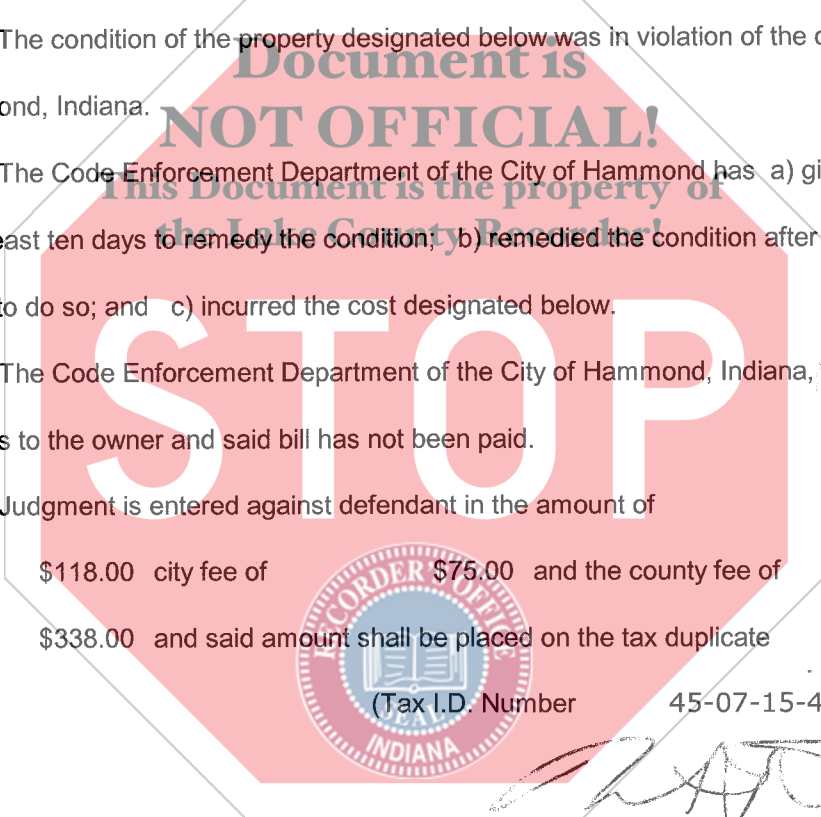 The condition of the property designated below was in violation of the
Document is
ond, Indiana.
NOT OFFICIAL!
The Code Enforcement Department of the City of Hammond has a) gi
This Document is the property of
the Lake County Recorder!
east ten days to remedy the condition; b) remedied the condition after
to do so; and c) incurred the cost designated below.
STOP
The Code Enforcement Department of the City of Hammond, Indiana,
s to the owner and said bill has not been paid.
Judgment is entered against defendant in the amount of
$118.00 city fee of $75.00 and the county fee of
$338.00 and said amount shall be placed on the tax duplicate
RECORDER'S OFFICE
SEAL
INDIANA
(Tax I.D. Number 45-07-15-4